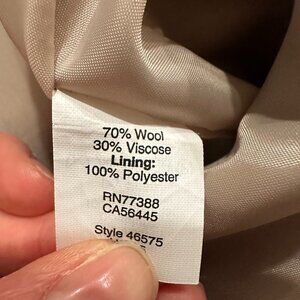 70% Wool
30% Viscose
Lining:
100% Polyester
RN77388
CA56445
Style 46575